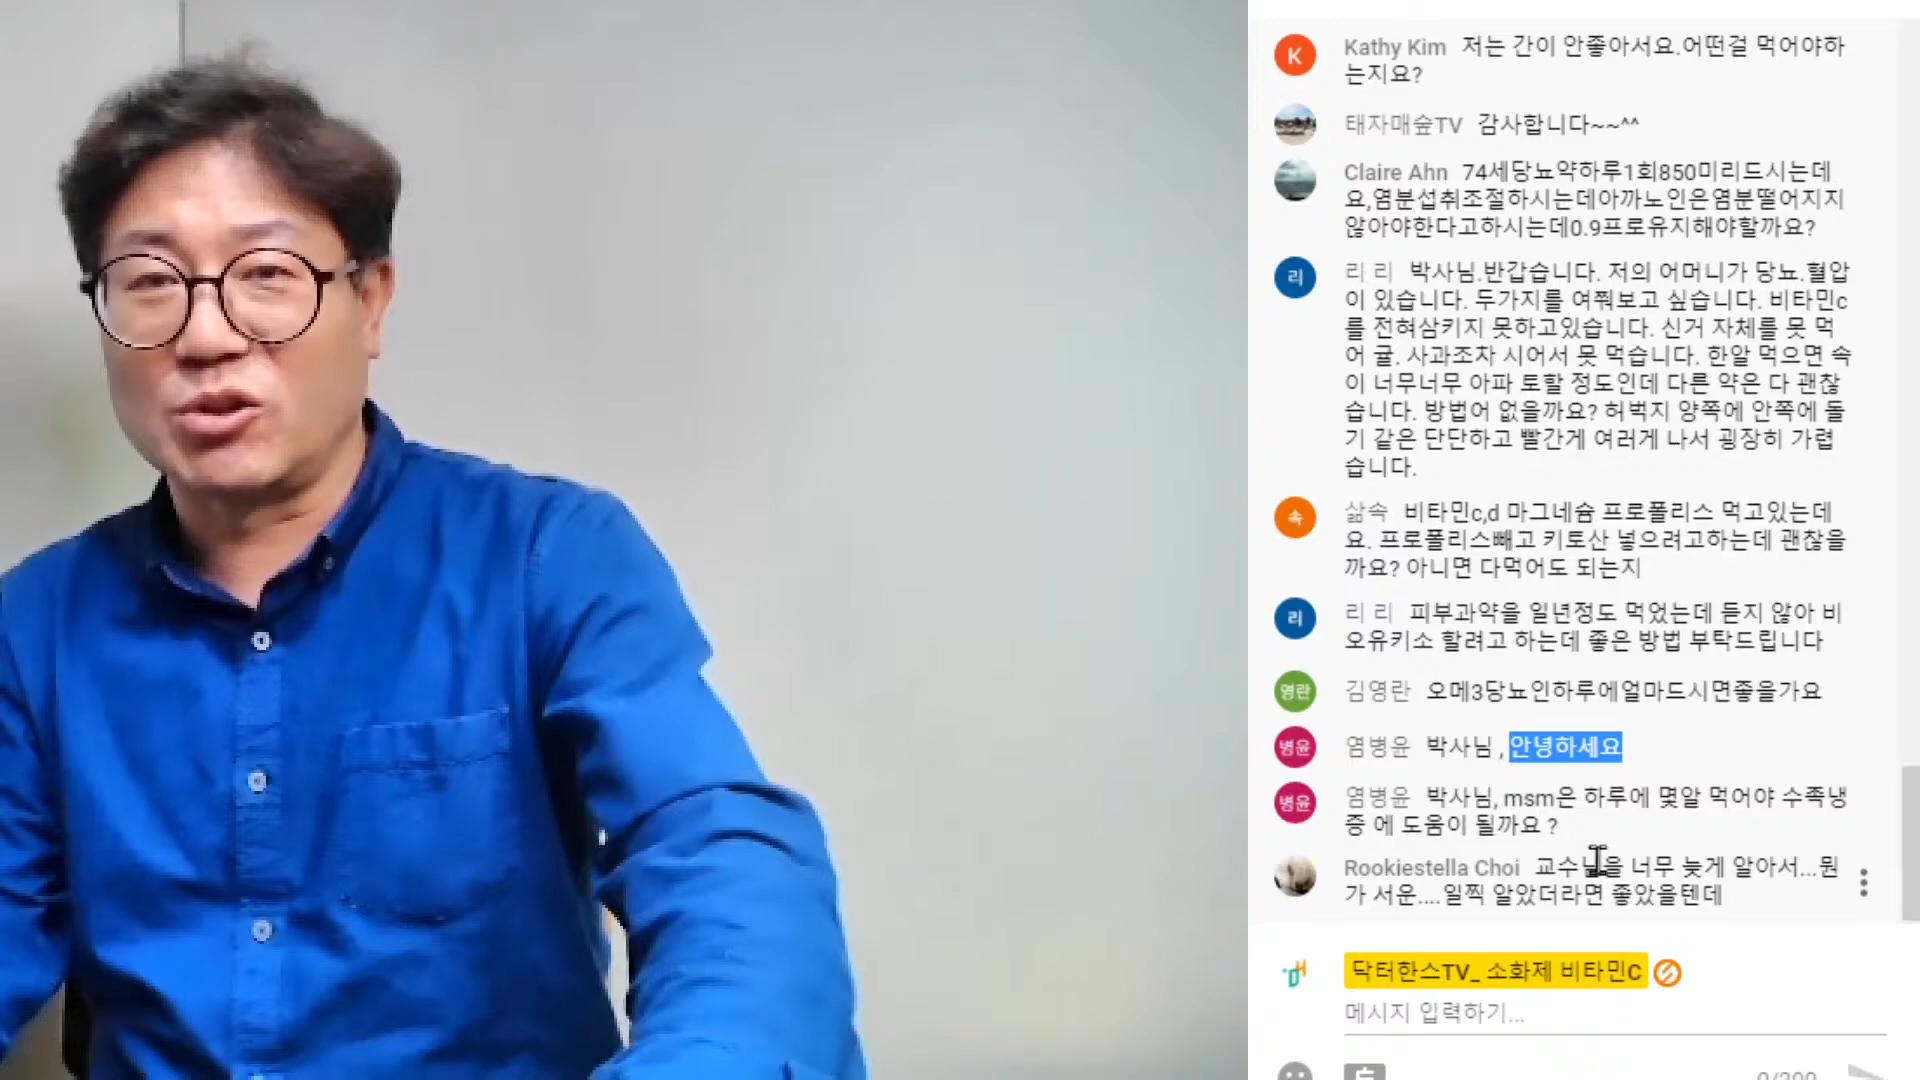 K
Kathy Kim 저는 간이 안좋아서요.어떤걸 먹어야하
는지요?
태자매숲TV 감사합니다~~^^
Claire Ahn 74세당뇨약하루1회850미리드시는데
요,염분섭취조절하시는데아까노인은염분떨어지지
않아야한다고하시는데0.9프로유지해야할까요?
리
리 리 박사님.반갑습니다. 저의 어머니가 당뇨.혈압
이 있습니다. 두가지를 여쭤보고 싶습니다. 비타민c
를 전혀삼키지 못하고있습니다. 신거 자체를 못 먹
어 귤. 사과조차 시어서 못 먹습니다. 한알 먹으면 속
이 너무너무 아파 토할 정도인데 다른 약은 다 괜찮
습니다. 방법어 없을까요? 허벅지 양쪽에 안쪽에 돌
기 같은 단단하고 빨간게 여러게 나서 굉장히 가렵
습니다.
속
삶속 비타민c,d 마그네슘 프로폴리스 먹고있는데
요. 프로폴리스빼고 키토산 넣으려고하는데 괜찮을
까요? 아니면 다먹어도 되는지
리
리 리 피부과약을 일년정도 먹었는데 듣지 않아 비
오유키소 할려고 하는데 좋은 방법 부탁드립니다
영란
김영란 오메3당뇨인하루에얼마드시면좋을가요
병윤
염병윤 박사님 , 안녕하세요
병윤
염병윤 박사님, msm은 하루에 몇알 먹어야 수족냉
증 에 도움이 될까요 ?
Rookiestella Choi 교수님을 너무 늦게 알아서...뭔
가 서운....일찍 알았더라면 좋았을텐데
닥터한스TV_ 소화제 비타민C
메시지 입력하기...
0/200